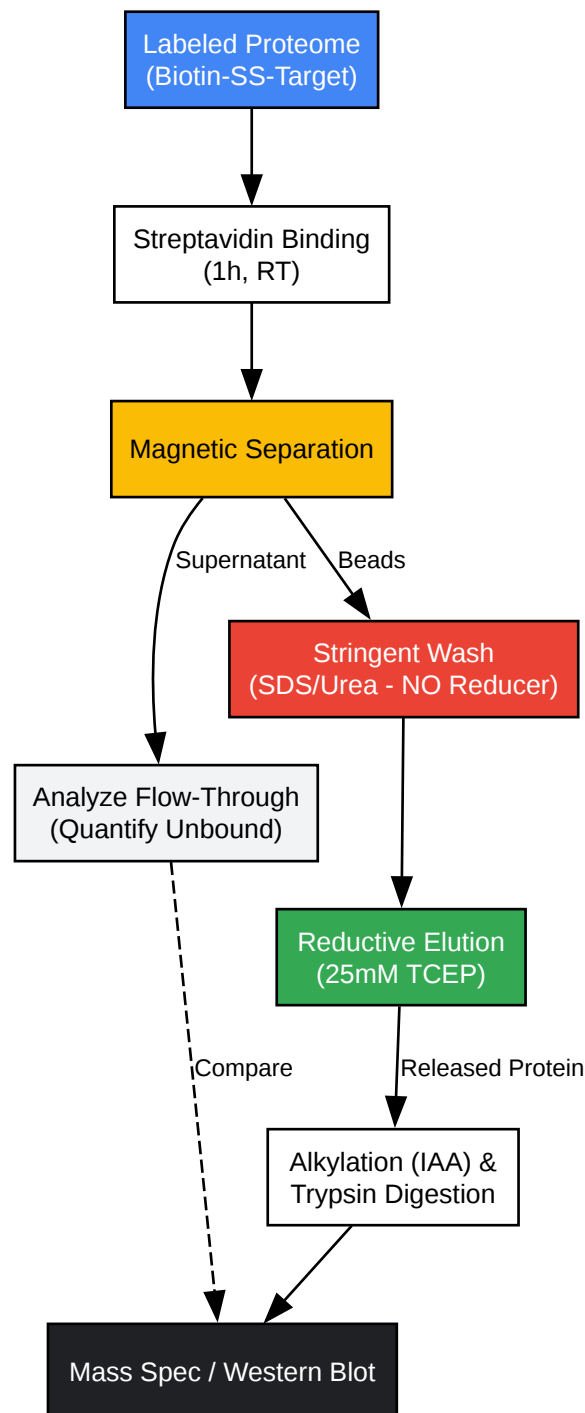 Labeled Proteome
(Biotin-SS-Target)
Streptavidin Binding
(1h, RT)
Magnetic Separation
Supernatant
Beads
Stringent Wash
(SDS/Urea - NO Reducer)
Analyze Flow-Through
(Quantify Unbound)
Reductive Elution
(25mM TCEP)
Compare
Released Protein
Alkylation (IAA) &
Trypsin Digestion
Mass Spec / Western Blot